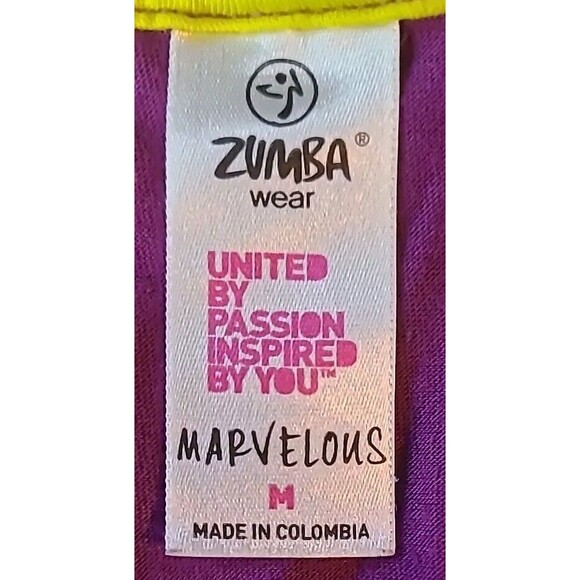 ZUMBA®
wear
UNITED
BY
PASSION
INSPIRED
BY YOU™
MARVELOUS
M
MADE IN COLOMBIA